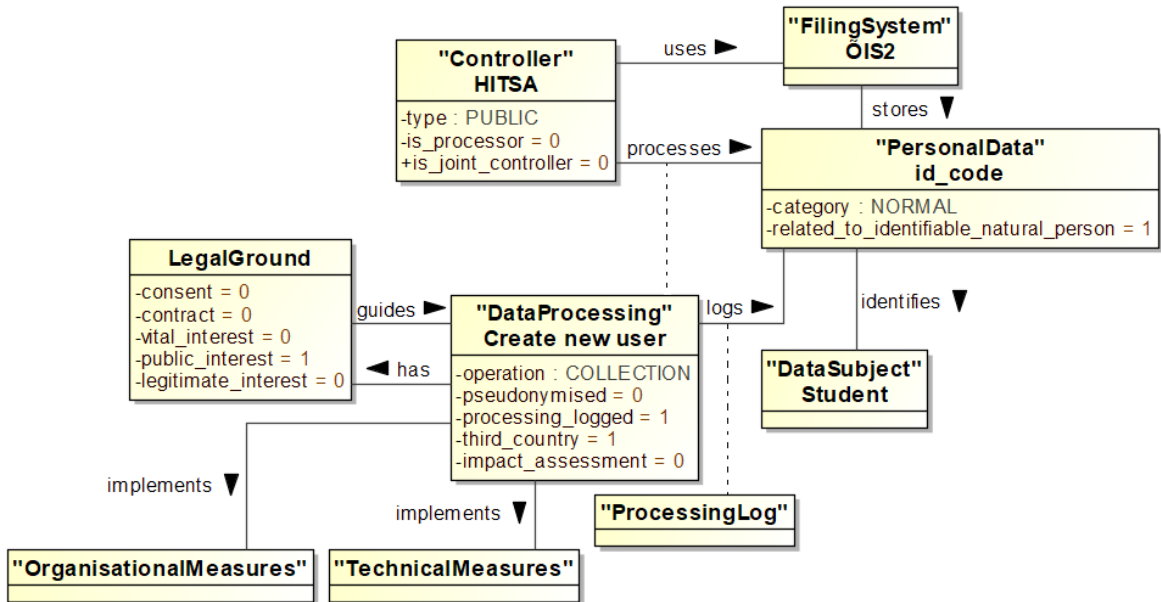 "FilingSystem"
ÕIS2
"Controller"
HITSA
-type : PUBLIC
-is_processor = 0
+is_joint_controller = 0
uses
stores
processes
"PersonalData"
id_code
-category : NORMAL
-related_to_identifiable_natural_person = 1
LegalGround
-consent = 0
-contract = 0
-vital_interest = 0
-public_interest = 1
-legitimate_interest = 0
guides
has
"DataProcessing"
Create new user
-operation : COLLECTION
-pseudonymised = 0
-processing_logged = 1
-third_country = 1
-impact_assessment = 0
logs
identifies
"DataSubject"
Student
implements
implements
"ProcessingLog"
"OrganisationalMeasures"
"TechnicalMeasures"